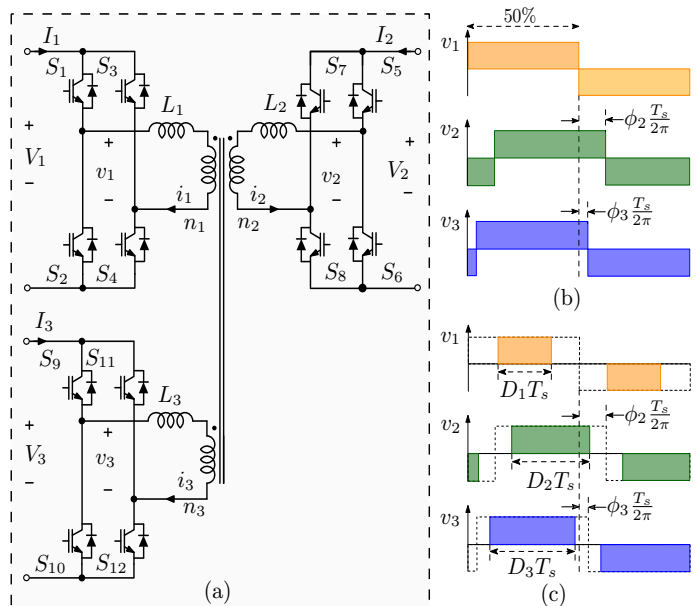 I₁
S₁ S₃
L₁
+
V₁
−
+
v₁
−
i₁
n₁
S₂ S₄
I₂
S₇ S₅
L₂
+
v₂
−
+
V₂
−
i₂
n₂
S₈ S₆
I₃
S₉ S₁₁
L₃
+
V₃
−
+
v₃
−
i₃
n₃
S₁₀ S₁₂
(a)
50%
v₁
v₂
ϕ₂ Tₛ/2π
v₃
ϕ₃ Tₛ/2π
(b)
v₁
D₁Tₛ
v₂
ϕ₂ Tₛ/2π
D₂Tₛ
v₃
ϕ₃ Tₛ/2π
D₃Tₛ
(c)